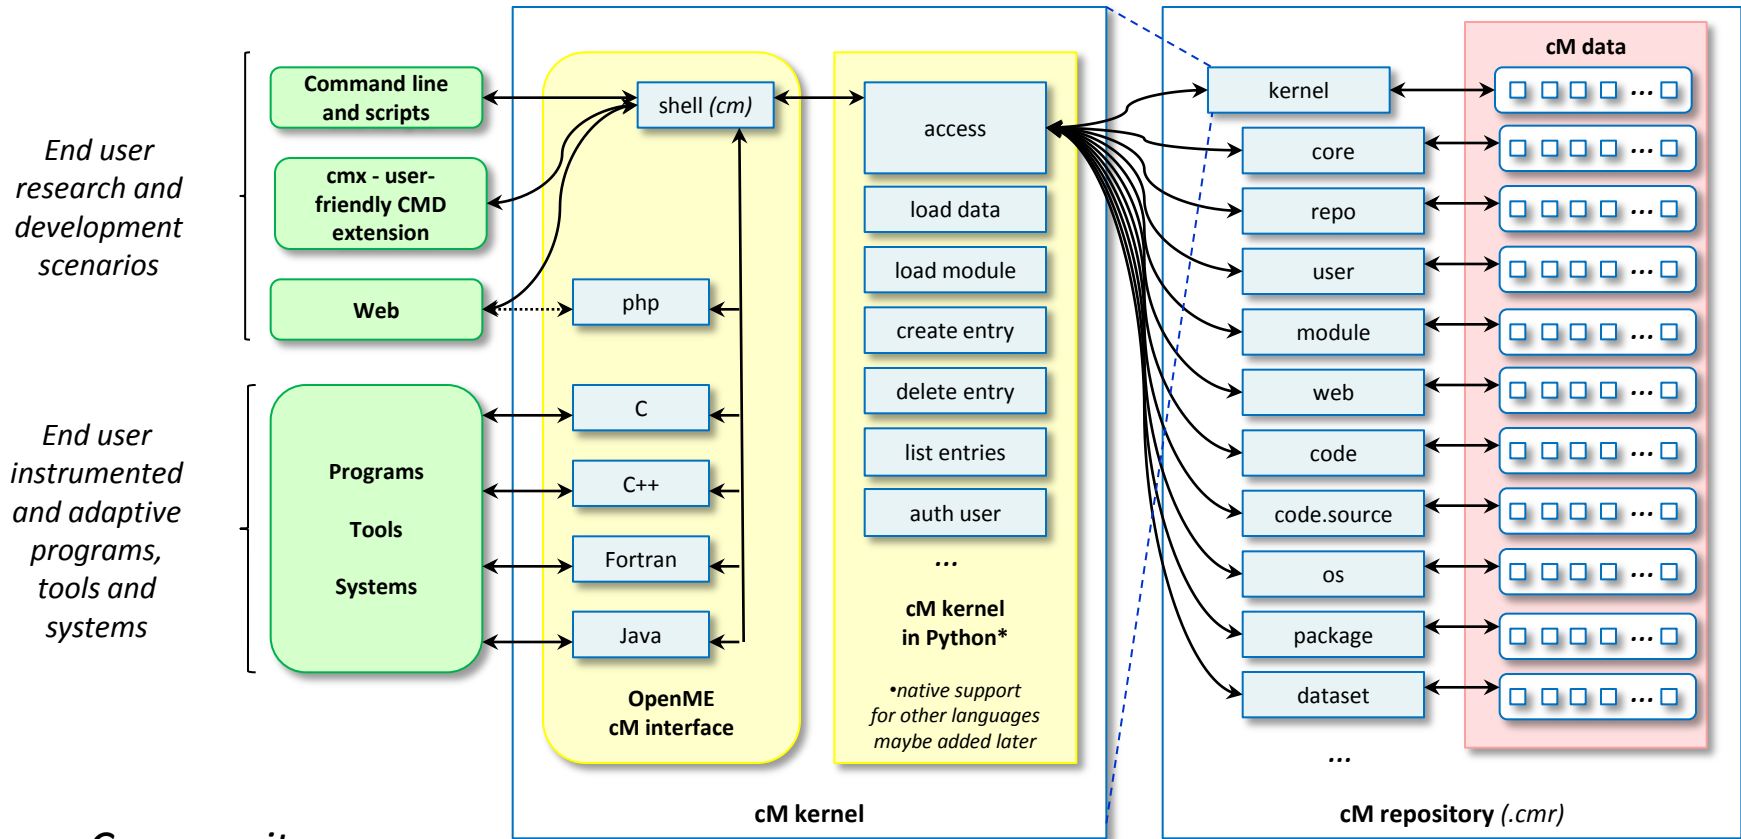 End user
research and
development
scenarios
End user
instrumented
and adaptive
programs,
tools and
systems
Command line
and scripts
cmx - user-
friendly CMD
extension
Web
Programs
Tools
Systems
shell (cm)
php
C
C++
Fortran
Java
OpenME
cM interface
access
load data
load module
create entry
delete entry
list entries
auth user
...
cM kernel
in Python*
•native support
for other languages
maybe added later
cM kernel
kernel
core
repo
user
module
web
code
code.source
os
package
dataset
...
cM data
...
...
...
...
...
...
...
...
...
...
...
cM repository (.cmr)